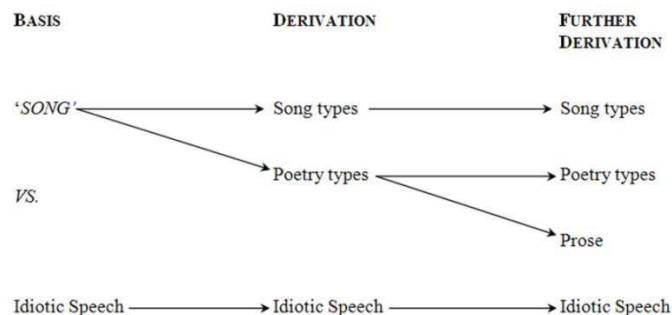 BASIS DERIVATION FURTHER
DERIVATION
‘SONG’ Song types Song types
Poetry types Poetry types
VS.
Prose
Idiotic Speech Idiotic Speech Idiotic Speech